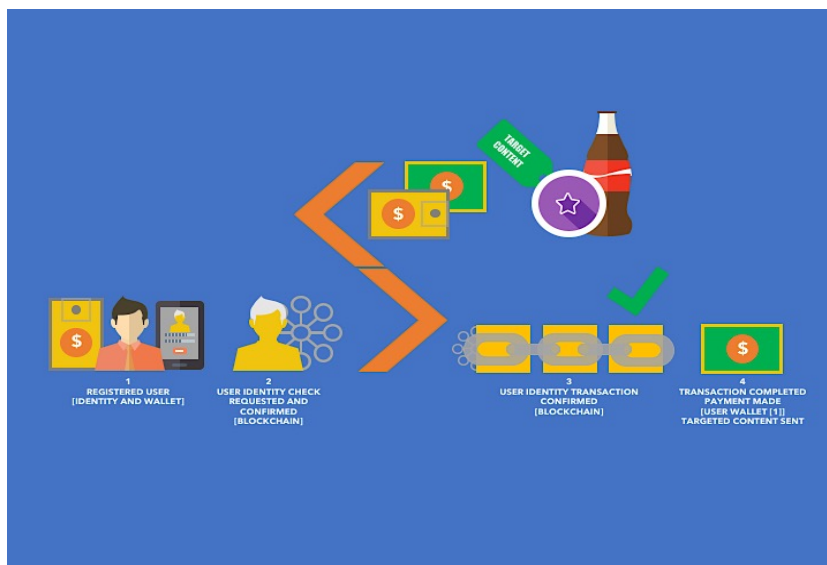 TARGET
CONTENT
$
$
$
$
1
REGISTERED USER
[IDENTITY AND WALLET]
2
USER IDENTITY CHECK
REQUESTED AND
CONFIRMED
[BLOCKCHAIN]
3
USER IDENTITY TRANSACTION
CONFIRMED
[BLOCKCHAIN]
4
TRANSACTION COMPLETED
PAYMENT MADE
[USER WALLET [1]]
TARGETED CONTENT SENT